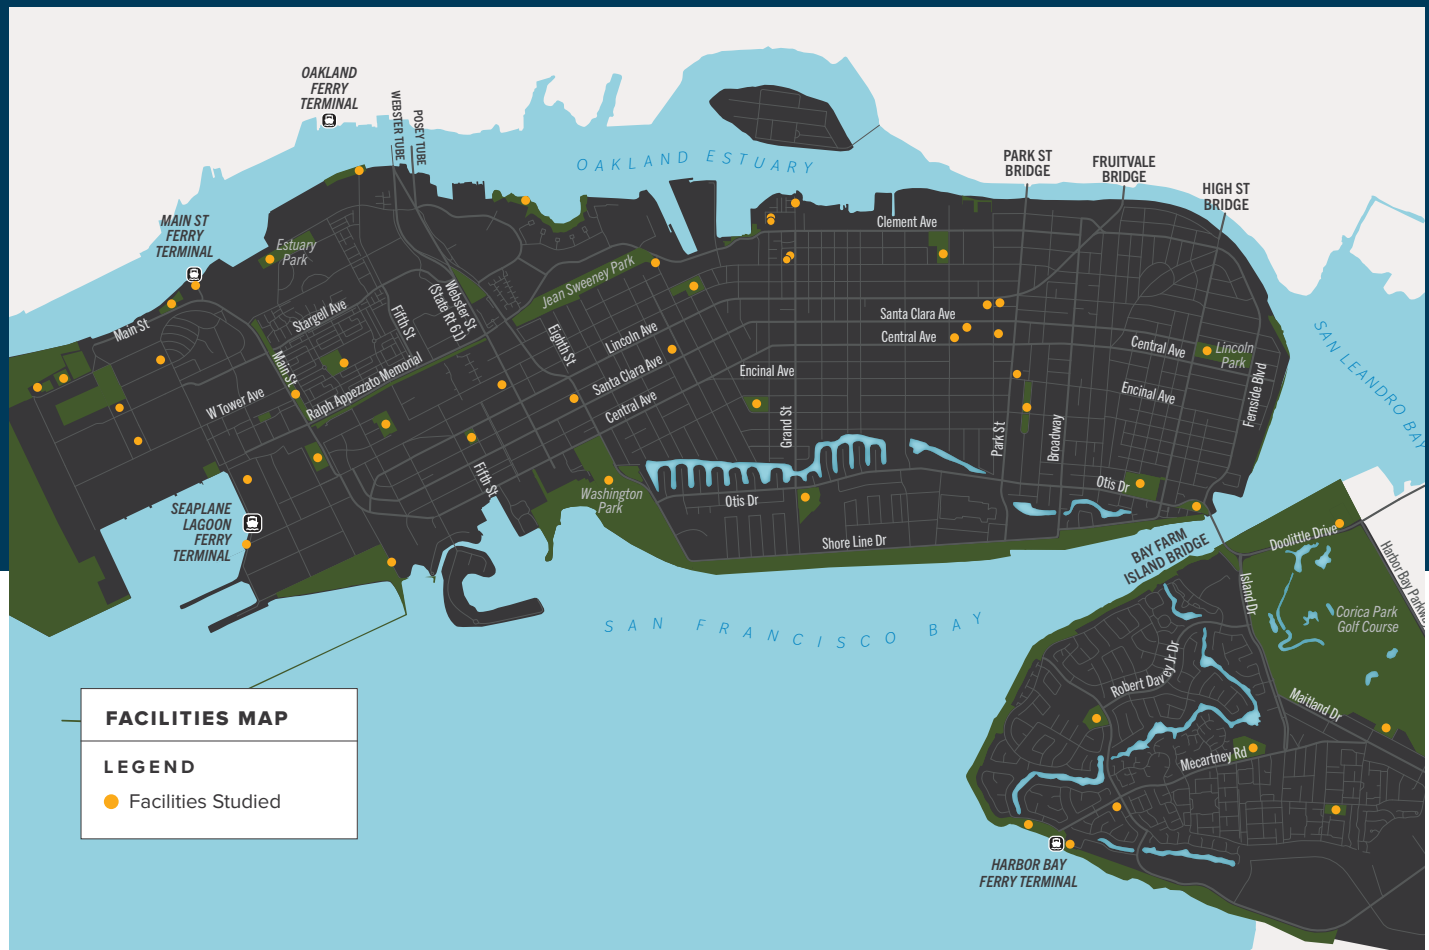 OAKLAND
FERRY
TERMINAL
WEBSTER TUBE
POSEY TUBE
OAKLAND ESTUARY
PARK ST
BRIDGE
FRUITVALE
BRIDGE
HIGH ST
BRIDGE
MAIN ST
FERRY
TERMINAL
Estuary
Park
Clement Ave
Jean Sweeney Park
Webster St
(State Rt 61)
Main St
Stargell Ave
Fifth St
Eighth St
Lincoln Ave
Santa Clara Ave
Central Ave
Santa Clara Ave
Central Ave
Central Ave
Lincoln
Park
SAN LEANDRO BAY
Main St
Ralph Appezzato Memorial
W Tower Ave
Encinal Ave
Encinal Ave
Fernside Blvd
Grand St
Park St
Broadway
Fifth St
Washington
Park
Otis Dr
Otis Dr
Shore Line Dr
SEAPLANE
LAGOON
FERRY
TERMINAL
BAY FARM
ISLAND BRIDGE
Doolittle Drive
Harbor Bay Parkway
Island Dr
Corica Park
Golf Course
SAN FRANCISCO BAY
Robert Davey Jr Dr
Maitland Dr
Mecartney Rd
HARBOR BAY
FERRY TERMINAL
FACILITIES MAP
LEGEND
Facilities Studied